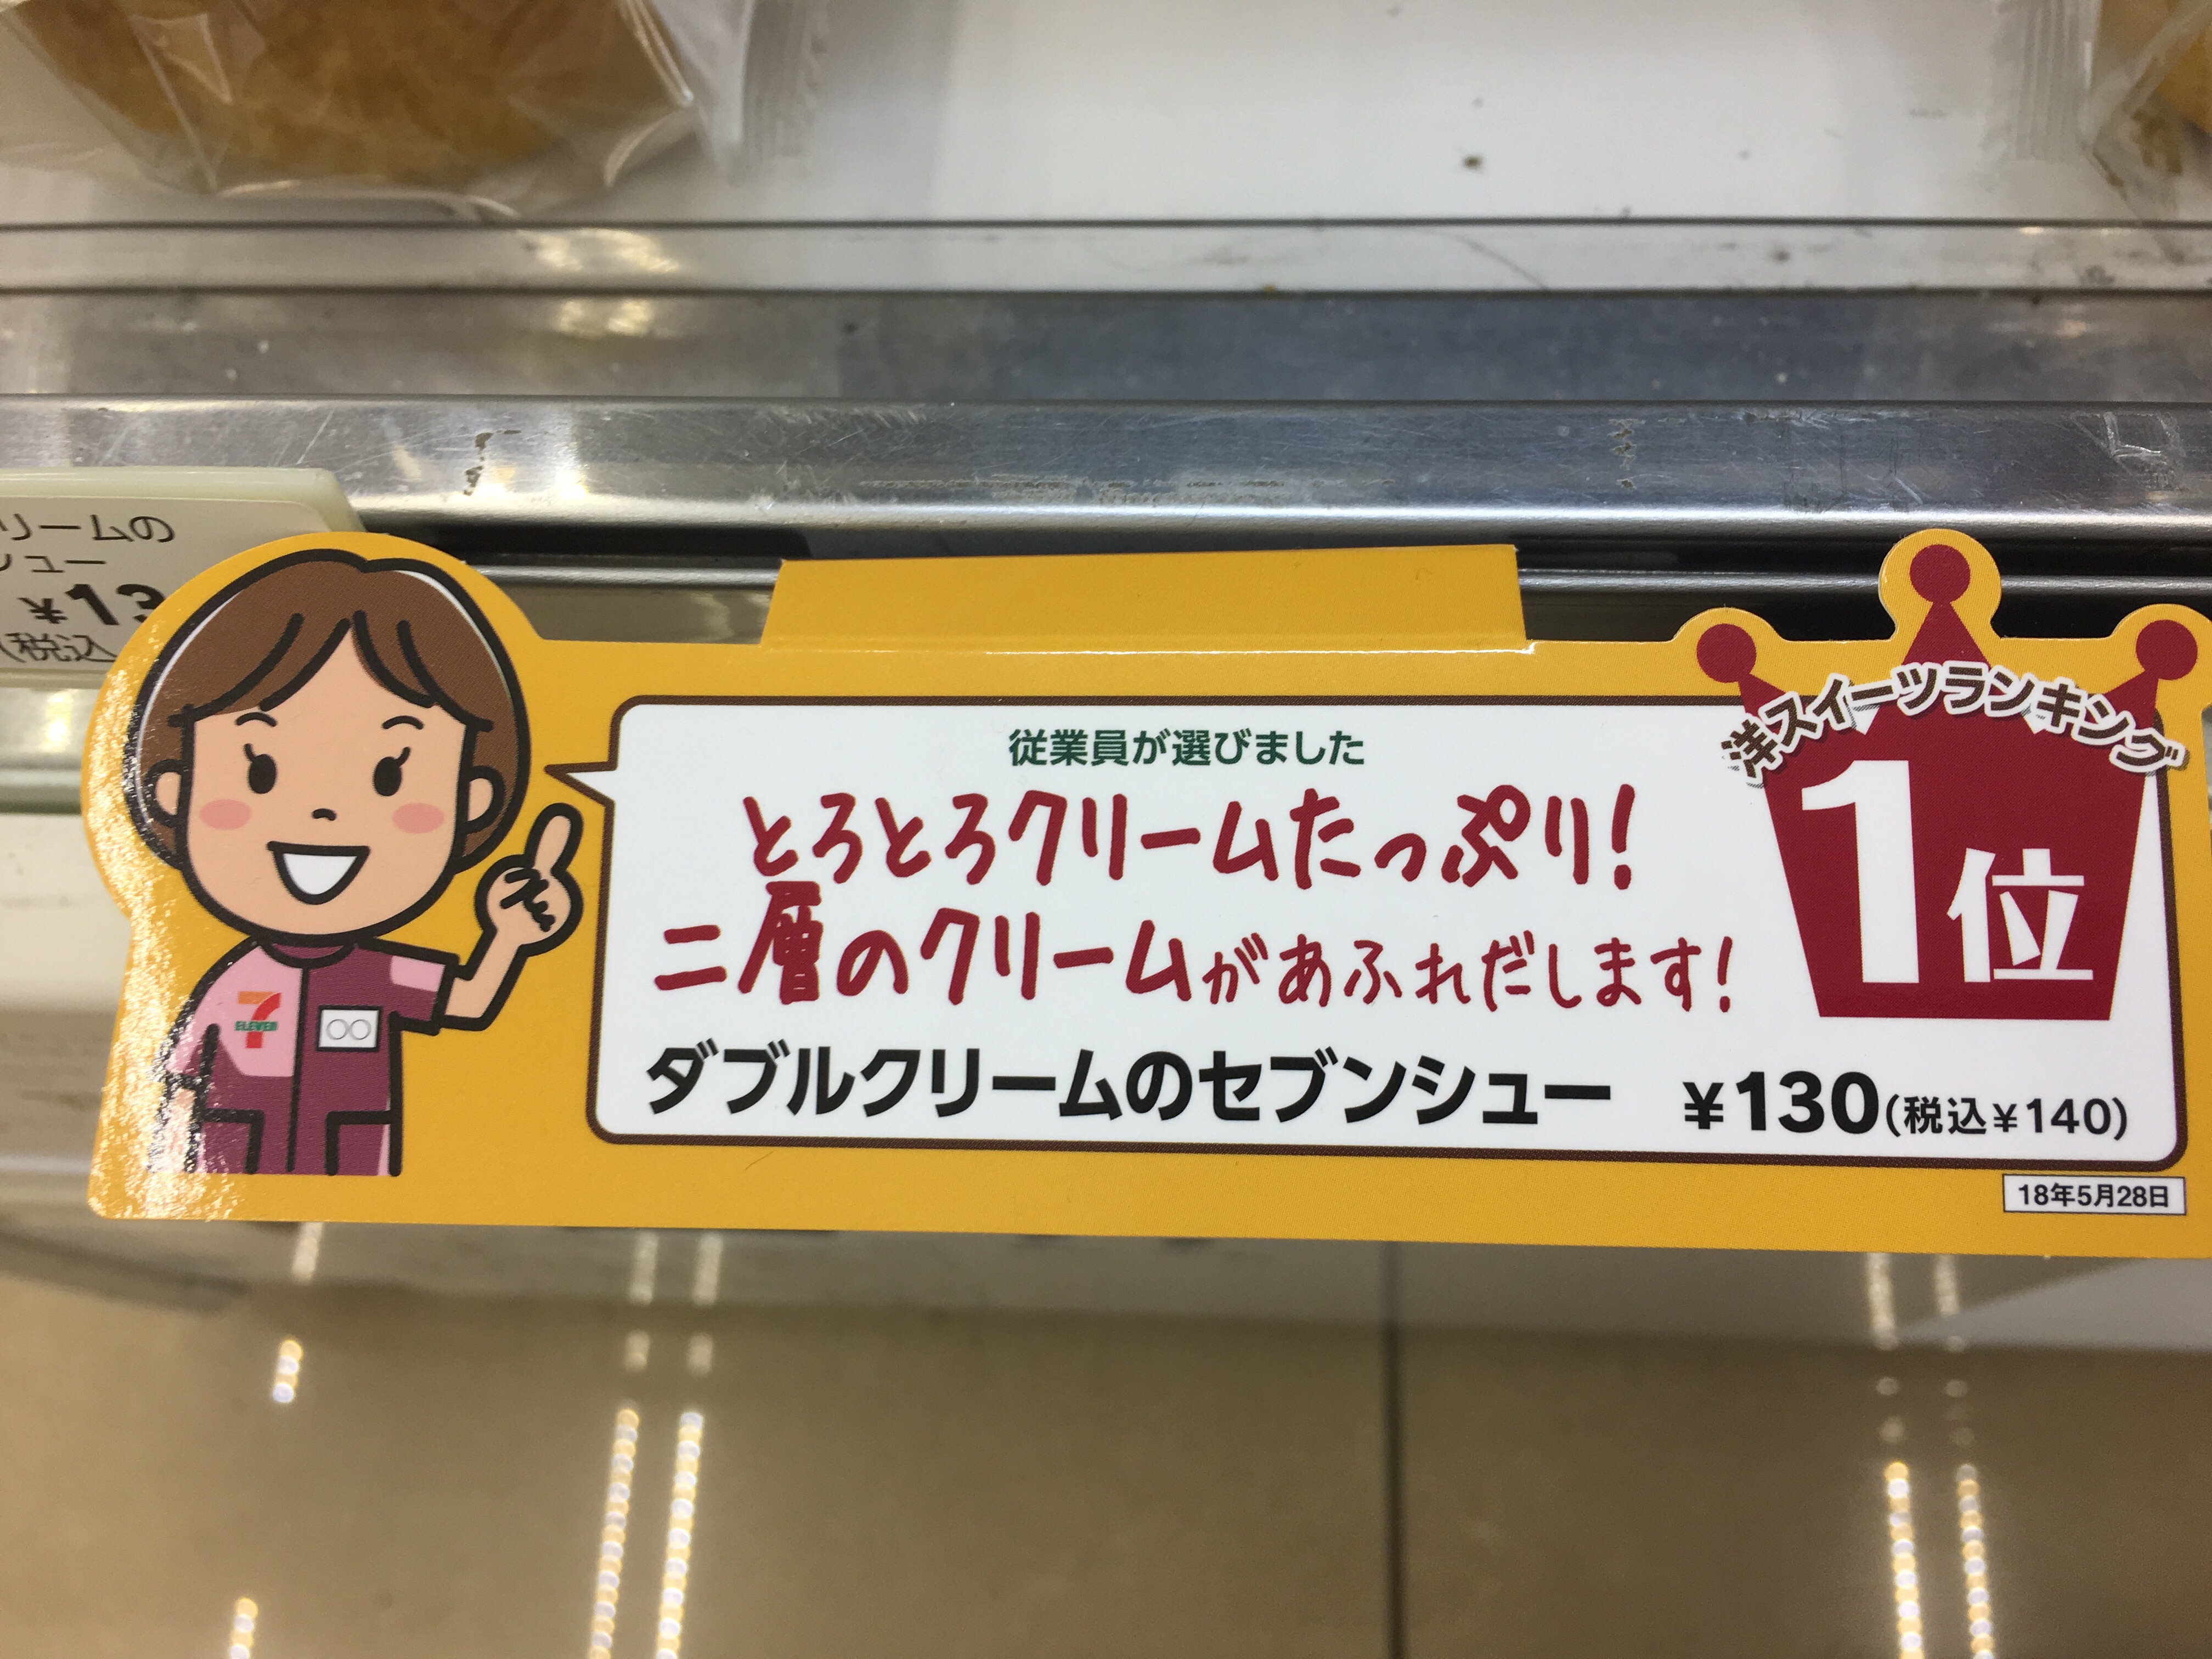 リームの
シュー
¥13
(税込
洋スイーツランキング
1位
従業員が選びました
とろとろクリームたっぷり!
二層のクリームがあふれだします!
ダブルクリームのセブンシュー ¥130(税込¥140)
7
ELEVEN
○○
18年5月28日